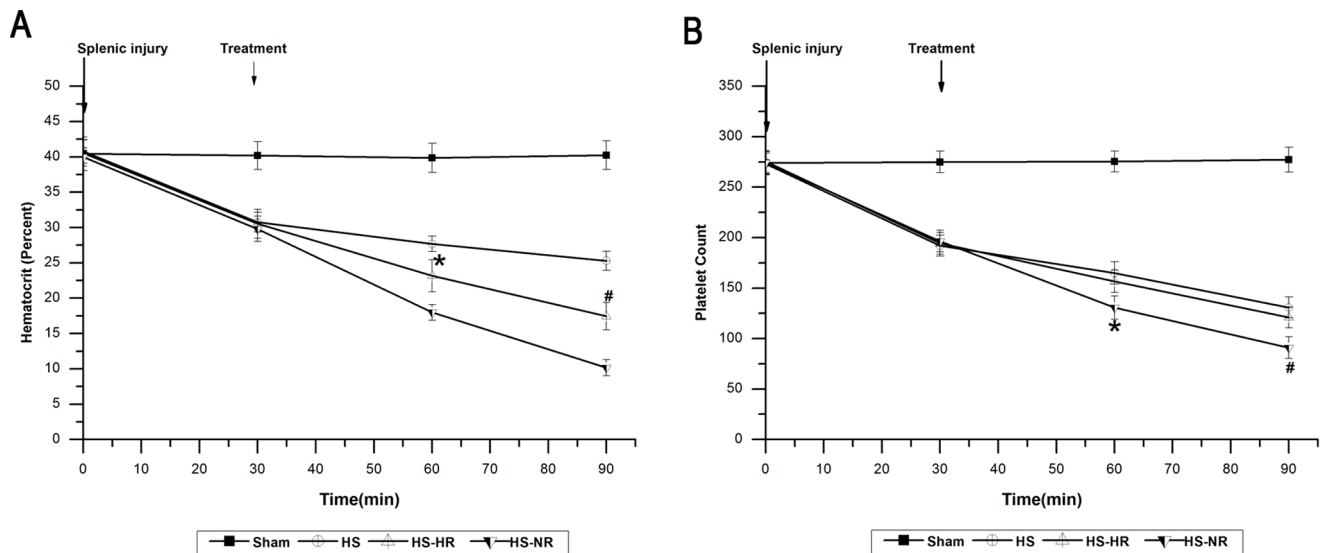 A
Splenic injury
Treatment
50
45
40
35
30
25
20
15
10
5
0
Hematocrit (Percent)
*
#
0 10 20 30 40 50 60 70 80 90
Time(min)
Sham HS HS-HR HS-NR
B
Splenic injury
Treatment
350
300
250
200
150
100
50
0
Platelet Count
*
#
0 10 20 30 40 50 60 70 80 90
Time(min)
Sham HS HS-HR HS-NR